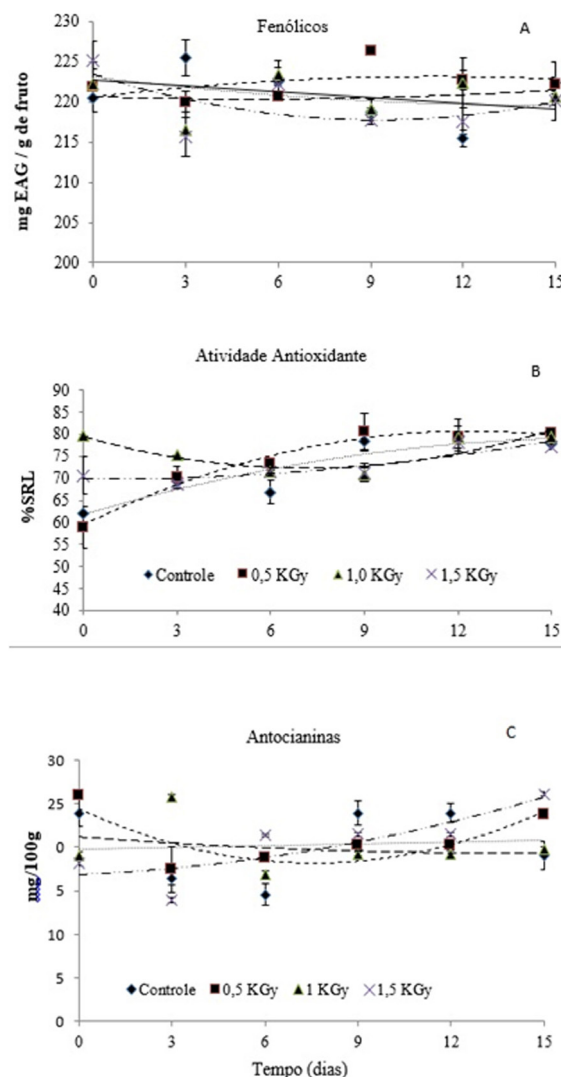 Fenólicos
A
mg EAG / g de fruto
230
225
220
215
210
205
200
0 3 6 9 12 15
Atividade Antioxidante
B
%SRL
90
85
80
75
70
65
60
55
50
45
40
Controle 0,5 KGy 1,0 KGy 1,5 KGy
0 3 6 9 12 15
Antocianinas
C
mg/100g
30
25
0
5
10
5
0
Controle 0,5 KGy 1 KGy 1,5 KGy
0 3 6 9 12 15
Tempo (dias)